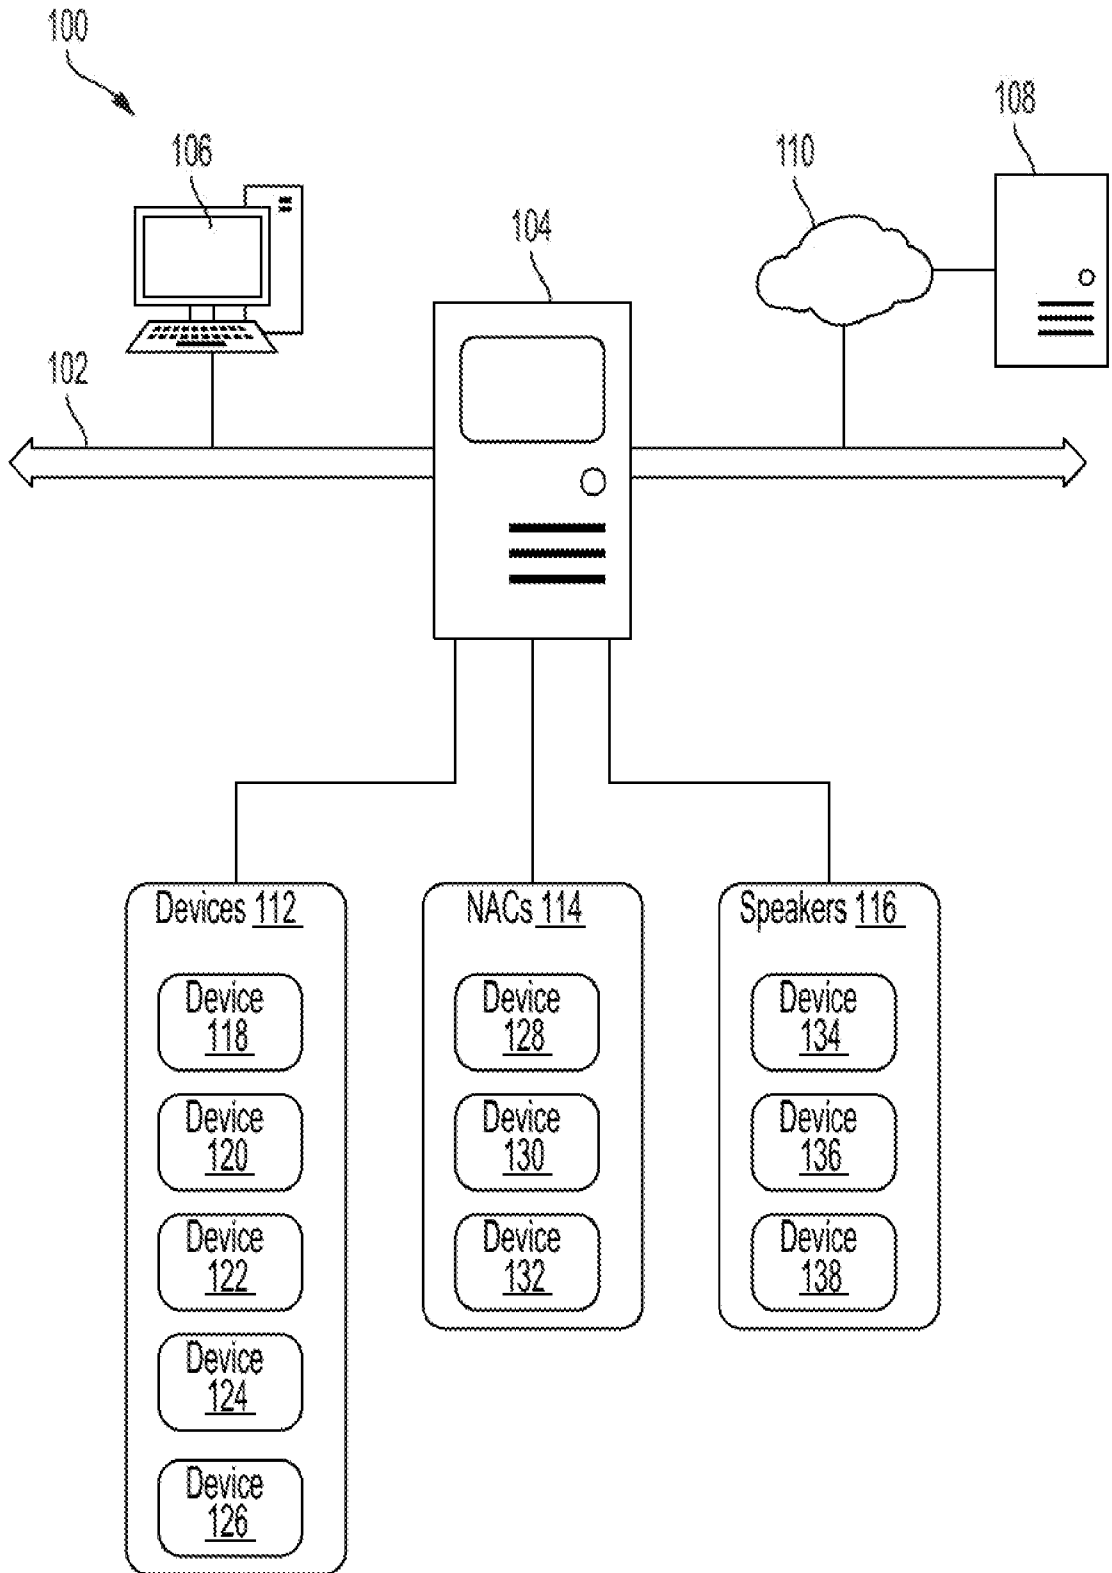 100
106
110
108
104
102
Devices 112
Device
118
Device
120
Device
122
Device
124
Device
126
NACs 114
Device
128
Device
130
Device
132
Speakers 116
Device
134
Device
136
Device
138